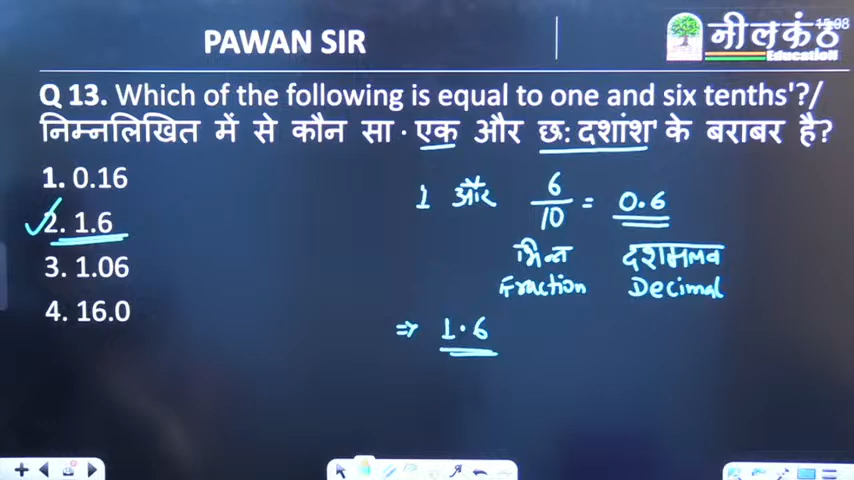 PAWAN SIR
नीलकंठ
Education
15:08
Q 13. Which of the following is equal to one and six tenths'?/
निम्नलिखित में से कौन सा · एक और छः दशांश' के बराबर है?
1. 0.16
2. 1.6
3. 1.06
4. 16.0
1 और 6/10 = 0.6
भिन्न दशमलव
Fraction Decimal
⇒ 1.6